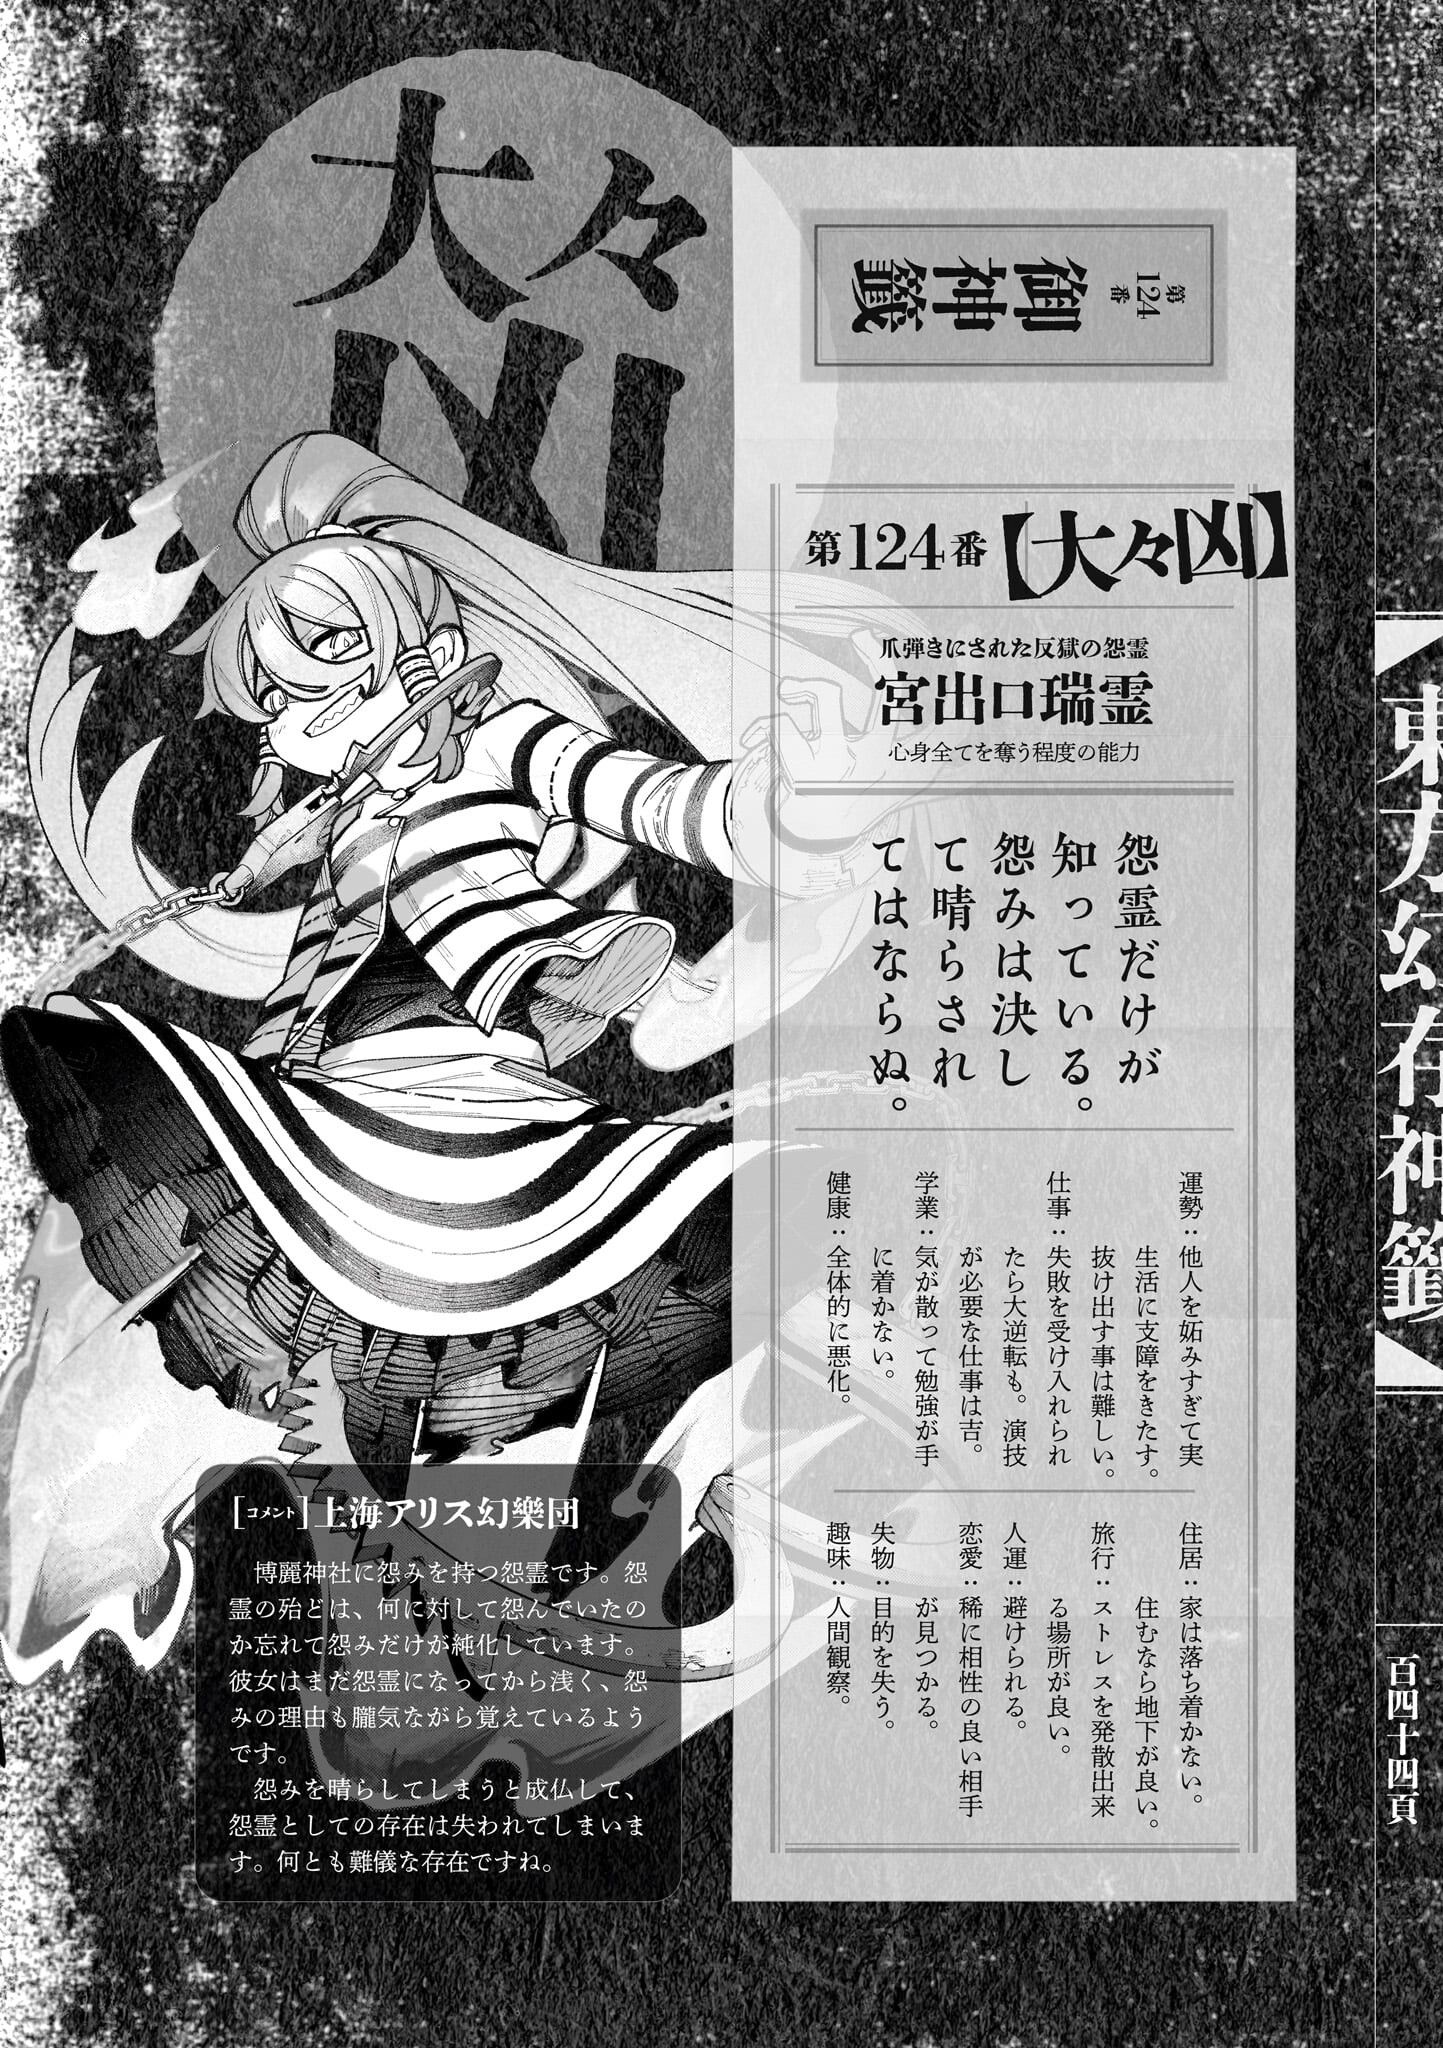 大々
凶
御神籤
第124番
第124番【大々凶】
爪弾きにされた反獄の怨霊
宮出口瑞霊
心身全てを奪う程度の能力
怨霊だけが
知っている。
怨みは決し
て晴らされ
てはならぬ。
運勢：他人を妬みすぎて実
生活に支障をきたす。
抜け出す事は難しい。
仕事：失敗を受け入れられ
たら大逆転も。演技
が必要な仕事は吉。
学業：気が散って勉強が手
に着かない。
健康：全体的に悪化。
住居：家は落ち着かない。
住むなら地下が良い。
旅行：ストレスを発散出来
る場所が良い。
人運：避けられる。
恋愛：稀に相性の良い相手
が見つかる。
失物：目的を失う。
趣味：人間観察。
［コメント］上海アリス幻樂団
博麗神社に怨みを持つ怨霊です。怨
霊の殆どは、何に対して怨んでいたの
か忘れて怨みだけが純化しています。
彼女はまだ怨霊になってから浅く、怨
みの理由も朧気ながら覚えているよう
です。
怨みを晴らしてしまうと成仏して、
怨霊としての存在は失われてしまいま
す。何とも難儀な存在ですね。
東方幻存神籤
百四十四頁